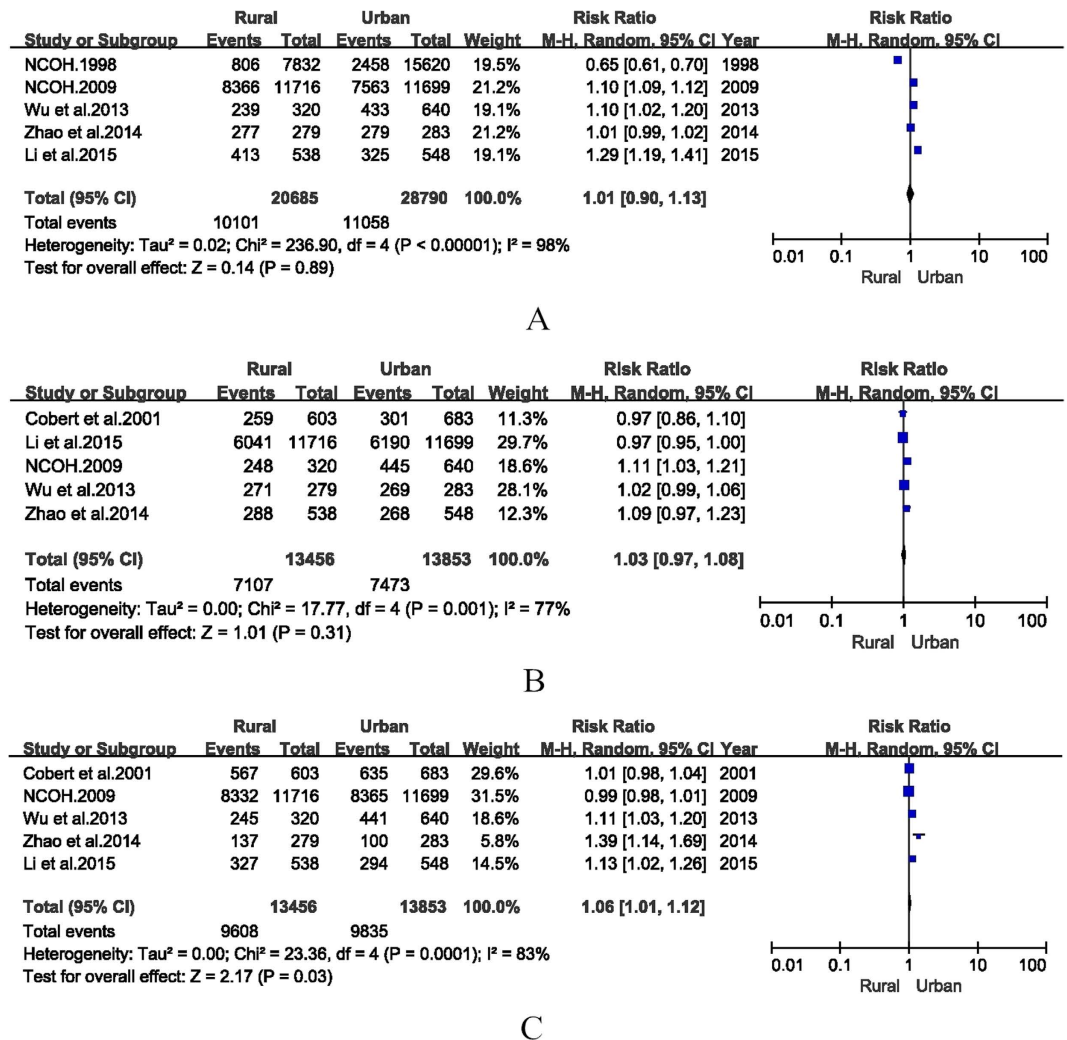 Rural Urban Risk Ratio Risk Ratio
Study or Subgroup Events Total Events Total Weight M-H, Random, 95% CI Year M-H, Random, 95% CI
NCOH.1998 806 7832 2458 15620 19.5% 0.65 [0.61, 0.70] 1998
NCOH.2009 8366 11716 7563 11699 21.2% 1.10 [1.09, 1.12] 2009
Wu et al.2013 239 320 433 640 19.1% 1.10 [1.02, 1.20] 2013
Zhao et al.2014 277 279 279 283 21.2% 1.01 [0.99, 1.02] 2014
Li et al.2015 413 538 325 548 19.1% 1.29 [1.19, 1.41] 2015
Total (95% CI) 20685 28790 100.0% 1.01 [0.90, 1.13]
Total events 10101 11058
Heterogeneity: Tau² = 0.02; Chi² = 236.90, df = 4 (P < 0.00001); I² = 98%
Test for overall effect: Z = 0.14 (P = 0.89)
0.01 0.1 1 10 100
Rural Urban
A
Rural Urban Risk Ratio Risk Ratio
Study or Subgroup Events Total Events Total Weight M-H, Random, 95% CI M-H, Random, 95% CI
Cobert et al.2001 259 603 301 683 11.3% 0.97 [0.86, 1.10]
Li et al.2015 6041 11716 6190 11699 29.7% 0.97 [0.95, 1.00]
NCOH.2009 248 320 445 640 18.6% 1.11 [1.03, 1.21]
Wu et al.2013 271 279 269 283 28.1% 1.02 [0.99, 1.06]
Zhao et al.2014 288 538 268 548 12.3% 1.09 [0.97, 1.23]
Total (95% CI) 13456 13853 100.0% 1.03 [0.97, 1.08]
Total events 7107 7473
Heterogeneity: Tau² = 0.00; Chi² = 17.77, df = 4 (P = 0.001); I² = 77%
Test for overall effect: Z = 1.01 (P = 0.31)
0.01 0.1 1 10 100
Rural Urban
B
Rural Urban Risk Ratio Risk Ratio
Study or Subgroup Events Total Events Total Weight M-H, Random, 95% CI Year M-H, Random, 95% CI
Cobert et al.2001 567 603 635 683 29.6% 1.01 [0.98, 1.04] 2001
NCOH.2009 8332 11716 8365 11699 31.5% 0.99 [0.98, 1.01] 2009
Wu et al.2013 245 320 441 640 18.6% 1.11 [1.03, 1.20] 2013
Zhao et al.2014 137 279 100 283 5.8% 1.39 [1.14, 1.69] 2014
Li et al.2015 327 538 294 548 14.5% 1.13 [1.02, 1.26] 2015
Total (95% CI) 13456 13853 100.0% 1.06 [1.01, 1.12]
Total events 9608 9835
Heterogeneity: Tau² = 0.00; Chi² = 23.36, df = 4 (P = 0.0001); I² = 83%
Test for overall effect: Z = 2.17 (P = 0.03)
0.01 0.1 1 10 100
Rural Urban
C